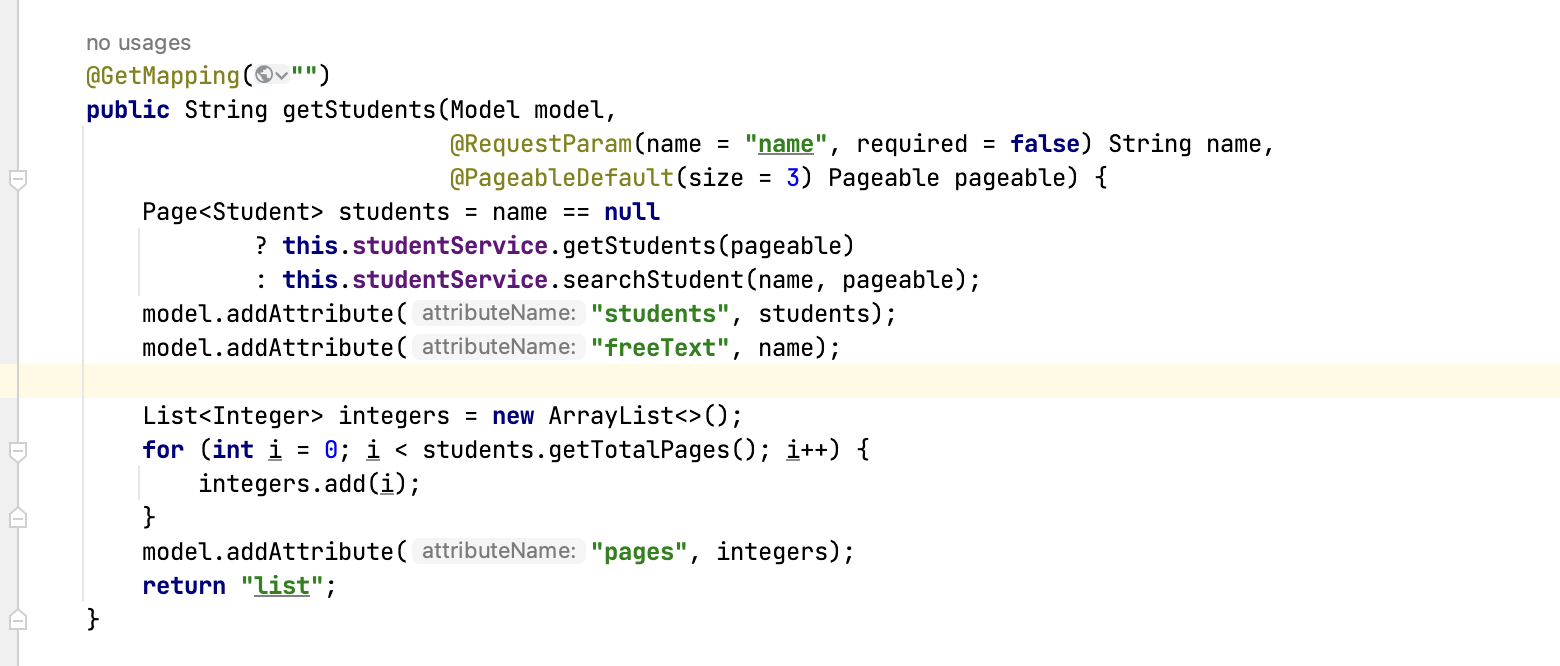 no usages
@GetMapping("")
public String getStudents(Model model,
@RequestParam(name = "name", required = false) String name,
@PageableDefault(size = 3) Pageable pageable) {
Page<Student> students = name == null
? this.studentService.getStudents(pageable)
: this.studentService.searchStudent(name, pageable);
model.addAttribute( attributeName: "students", students);
model.addAttribute( attributeName: "freeText", name);
List<Integer> integers = new ArrayList<>();
for (int i = 0; i < students.getTotalPages(); i++) {
integers.add(i);
}
model.addAttribute( attributeName: "pages", integers);
return "list";
}